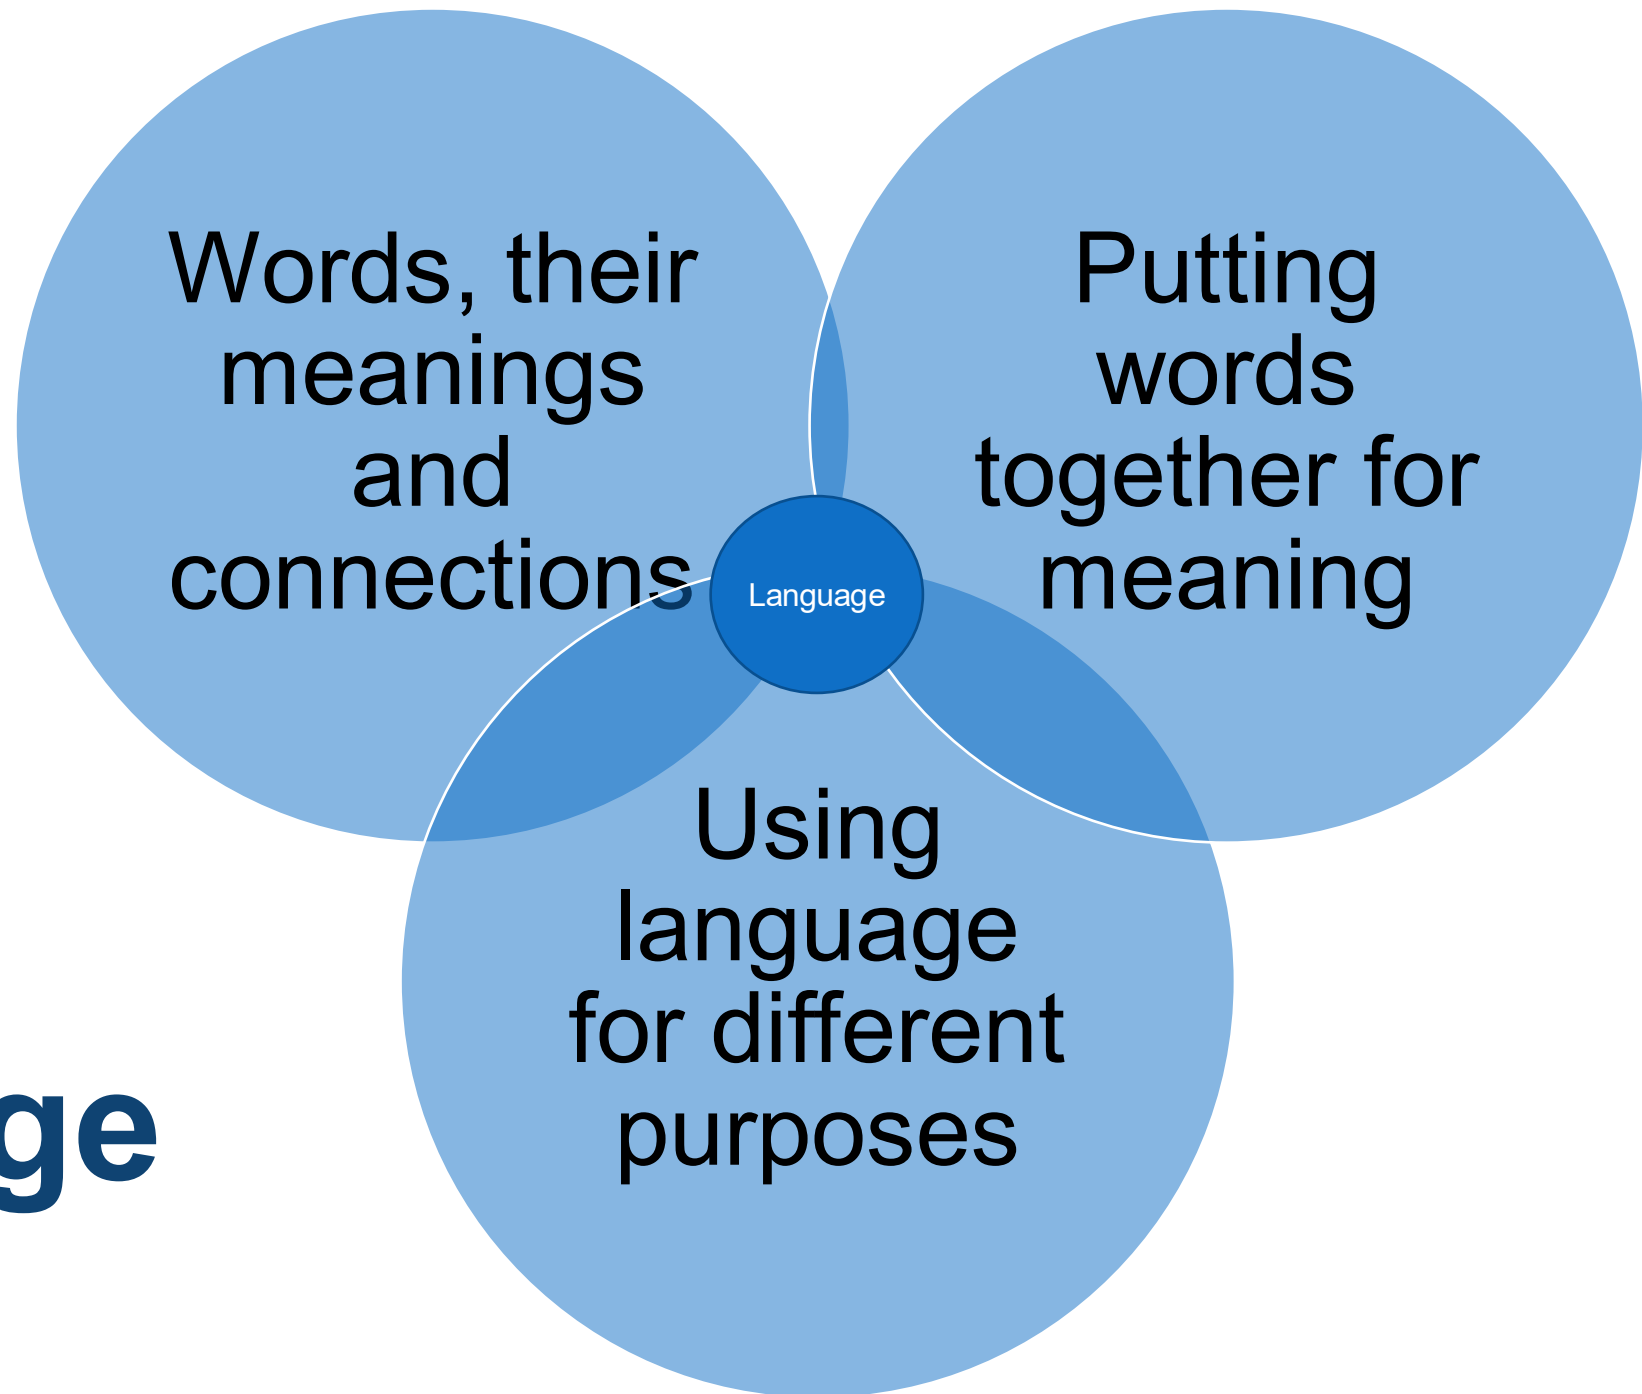 Words, their
meanings
and
connections
Putting
words
together for
meaning
Language
Using
language
for different
purposes
ge